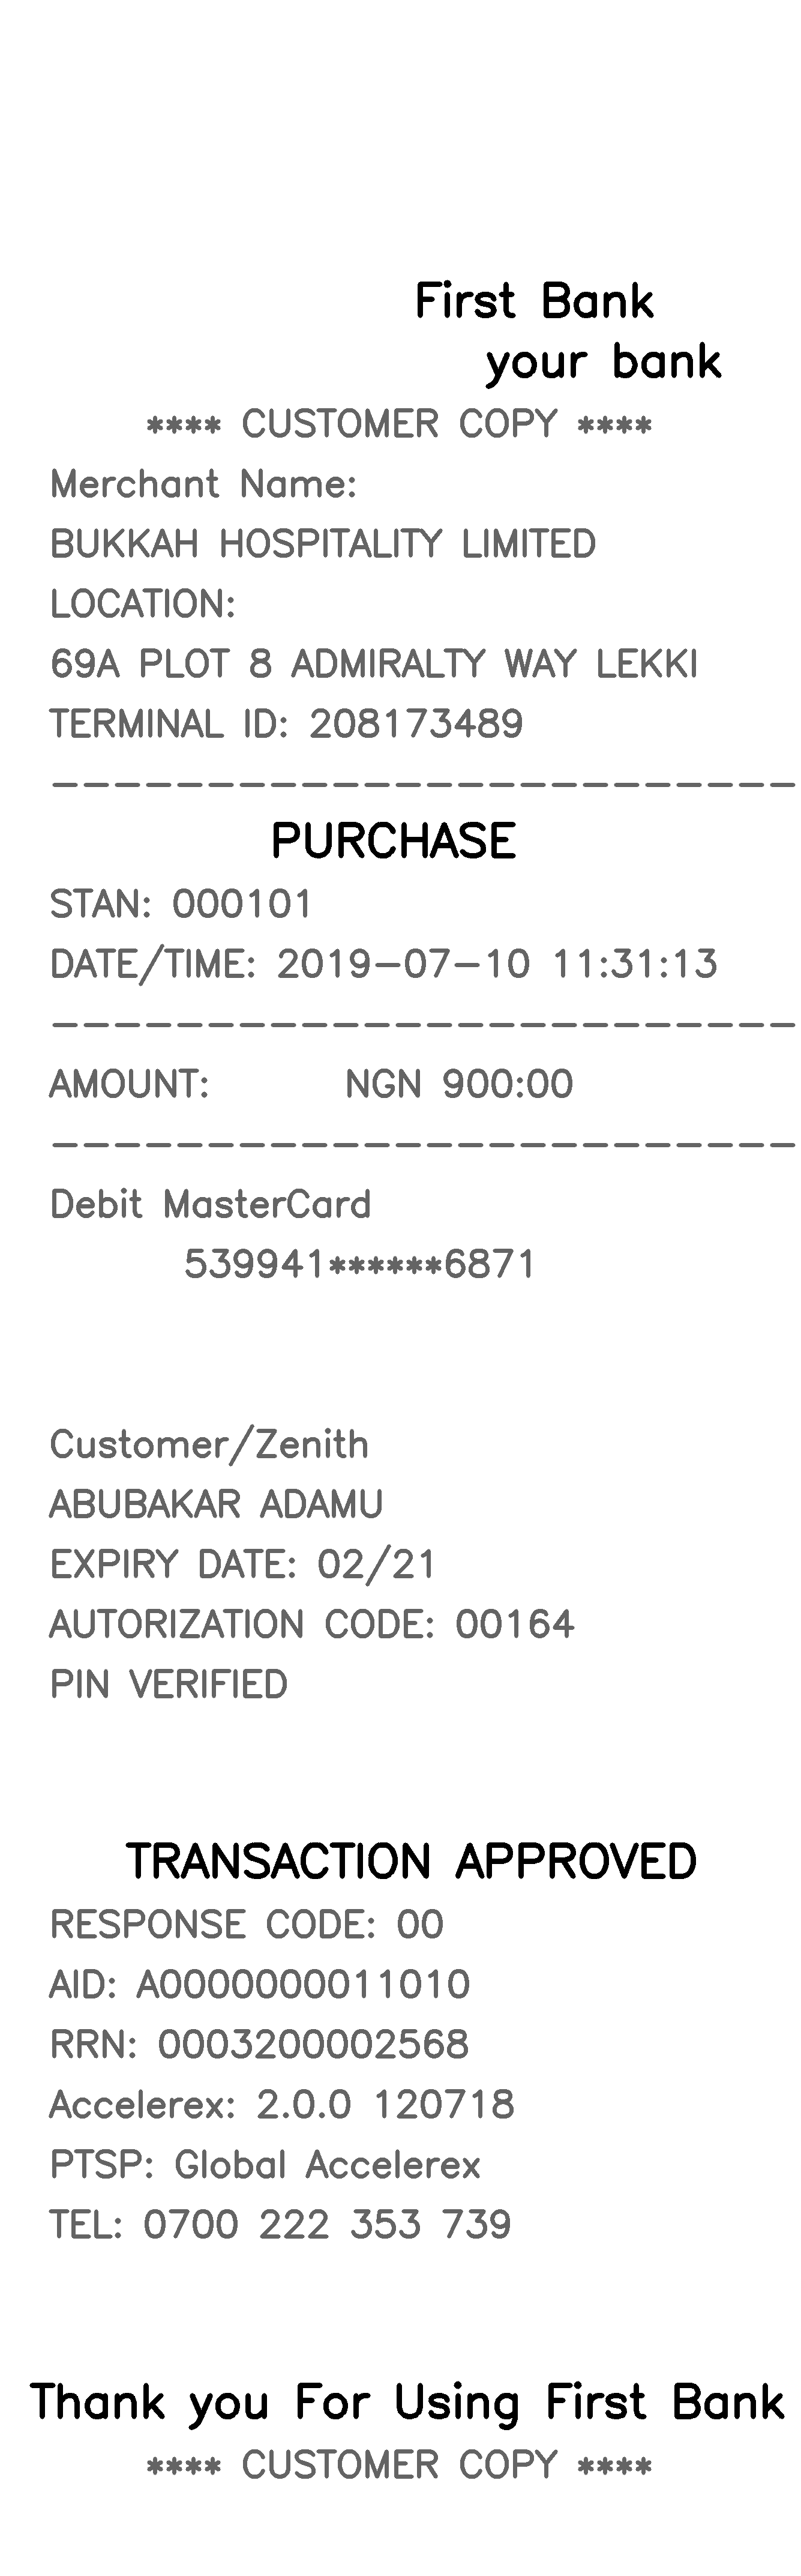 First Bank
your bank
**** CUSTOMER COPY ****
Merchant Name:
BUKKAH HOSPITALITY LIMITED
LOCATION:
69A PLOT 8 ADMIRALTY WAY LEKKI
TERMINAL ID: 208173489
------------------------
PURCHASE
STAN: 000101
DATE/TIME: 2019-07-10 11:31:13
------------------------
AMOUNT: NGN 900:00
------------------------
Debit MasterCard
539941******6871
Customer/Zenith
ABUBAKAR ADAMU
EXPIRY DATE: 02/21
AUTORIZATION CODE: 00164
PIN VERIFIED
TRANSACTION APPROVED
RESPONSE CODE: 00
AID: A0000000011010
RRN: 0003200002568
Accelerex: 2.0.0 120718
PTSP: Global Accelerex
TEL: 0700 222 353 739
Thank you For Using First Bank
**** CUSTOMER COPY ****